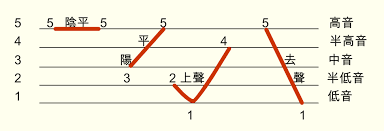 5 5 陰平 5 5 5 高音
4 平 4 半高音
3 陽 去 中音
2 3 2 上聲 聲 半低音
1 低音
1 1